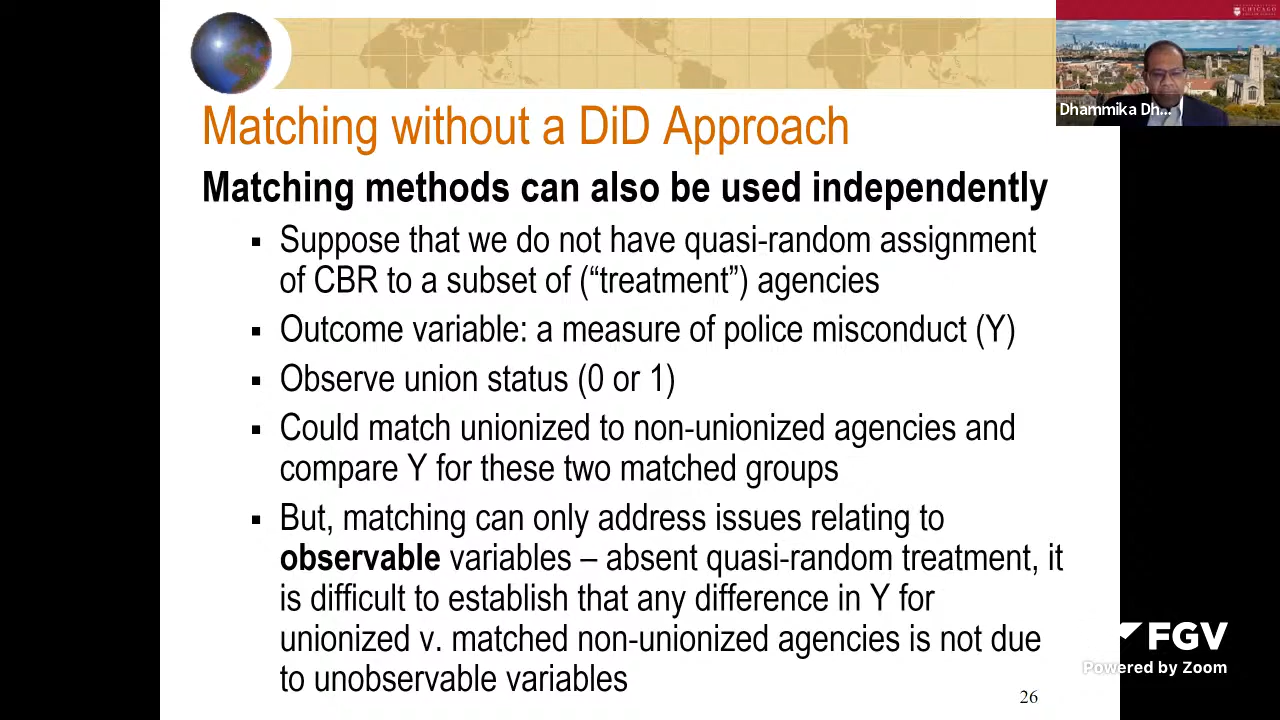 CHICAGO
Dhammika Dh...
Matching without a DiD Approach
Matching methods can also be used independently
▪ Suppose that we do not have quasi-random assignment
of CBR to a subset of (“treatment”) agencies
▪ Outcome variable: a measure of police misconduct (Y)
▪ Observe union status (0 or 1)
▪ Could match unionized to non-unionized agencies and
compare Y for these two matched groups
▪ But, matching can only address issues relating to
observable variables – absent quasi-random treatment, it
is difficult to establish that any difference in Y for
unionized v. matched non-unionized agencies is not due
to unobservable variables
26
FGV
Powered by Zoom